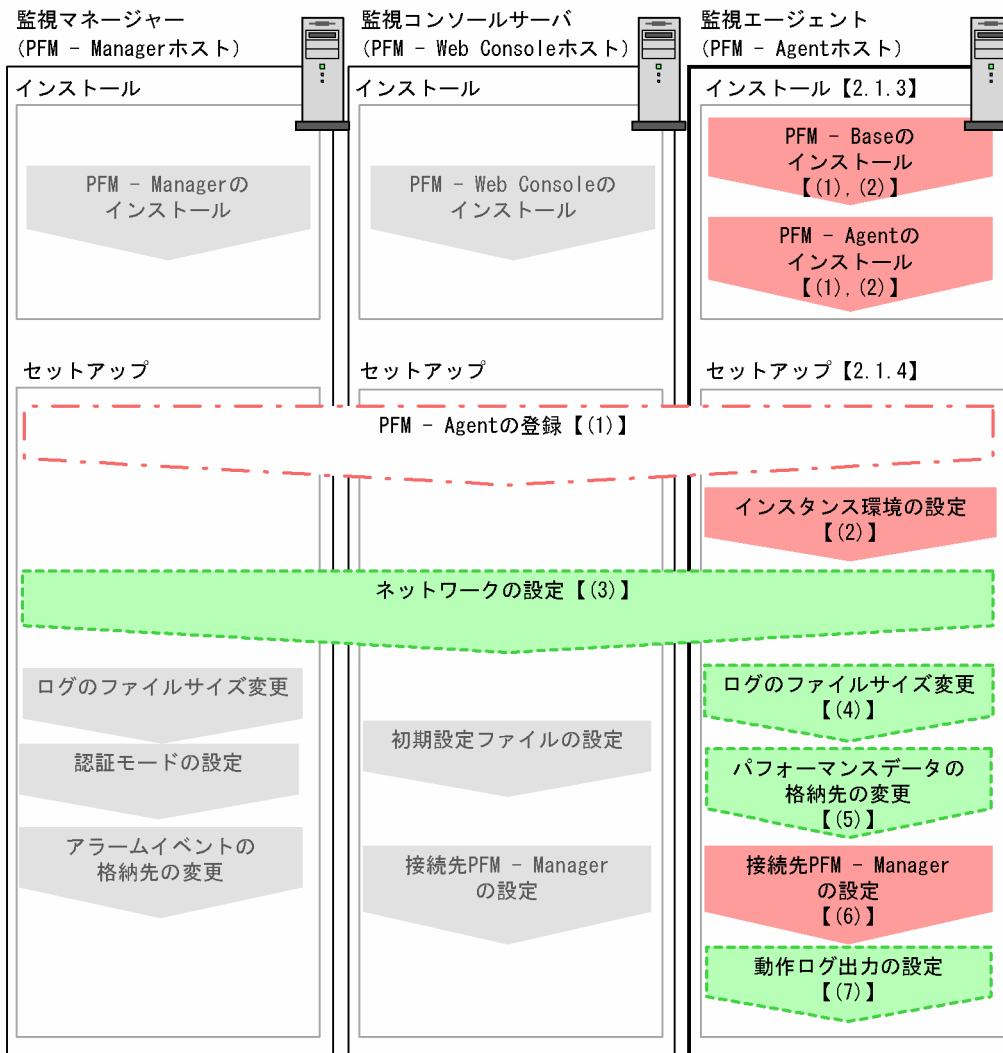 監視マネージャー
(PFM - Managerホスト)
インストール
PFM - Managerの
インストール
セットアップ
監視コンソールサーバ
(PFM - Web Consoleホスト)
インストール
PFM - Web Consoleの
インストール
セットアップ
監視エージェント
(PFM - Agentホスト)
インストール【2.1.3】
PFM - Baseの
インストール
【(1),(2)】
PFM - Agentの
インストール
【(1),(2)】
セットアップ【2.1.4】
PFM - Agentの登録【(1)】
インスタンス環境の設定
【(2)】
ネットワークの設定【(3)】
ログのファイルサイズ変更
認証モードの設定
アラームイベントの
格納先の変更
初期設定ファイルの設定
接続先PFM - Manager
の設定
ログのファイルサイズ変更
【(4)】
パフォーマンスデータの
格納先の変更
【(5)】
接続先PFM - Manager
の設定
【(6)】
動作ログ出力の設定
【(7)】